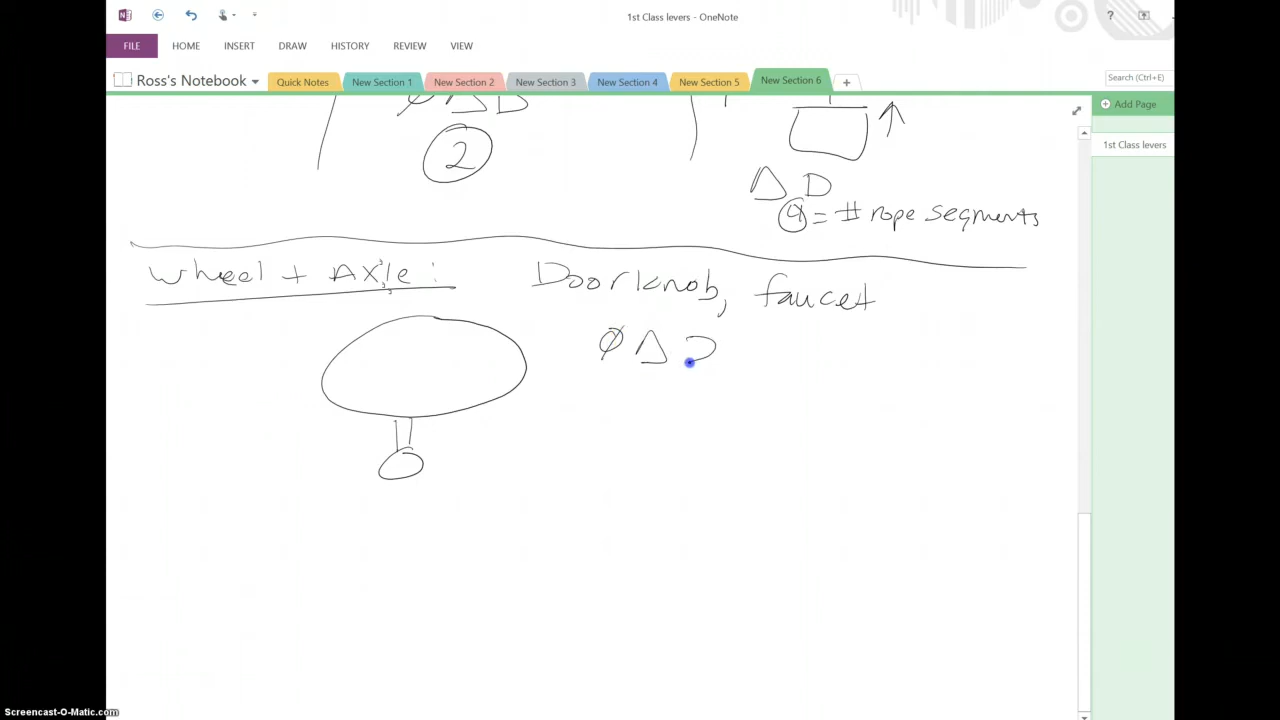 1st Class levers - OneNote
FILE HOME INSERT DRAW HISTORY REVIEW VIEW
Ross's Notebook Quick Notes New Section 1 New Section 2 New Section 3 New Section 4 New Section 5 New Section 6 Search (Ctrl+E)
Add Page
1st Class levers
Ø Δ D
2
Δ D
4 = # rope segments
Wheel + Axle: Doorknob, faucet
Ø Δ D
Screencast-O-Matic.com